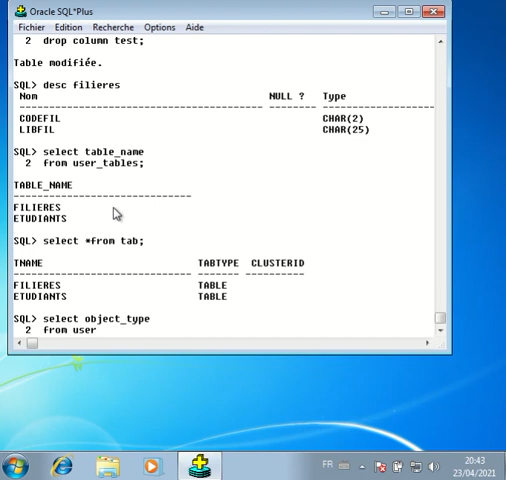 Oracle SQL*Plus
Fichier Edition Recherche Options Aide
2 drop column test;
Table modifiée.
SQL> desc filieres
Nom NULL ? Type
CODEFIL CHAR(2)
LIBFIL CHAR(25)
SQL> select table_name
2 from user_tables;
TABLE_NAME
FILIERES
ETUDIANTS
SQL> select *from tab;
TNAME TABTYPE CLUSTERID
FILIERES TABLE
ETUDIANTS TABLE
SQL> select object_type
2 from user
FR 20:43
23/04/2021